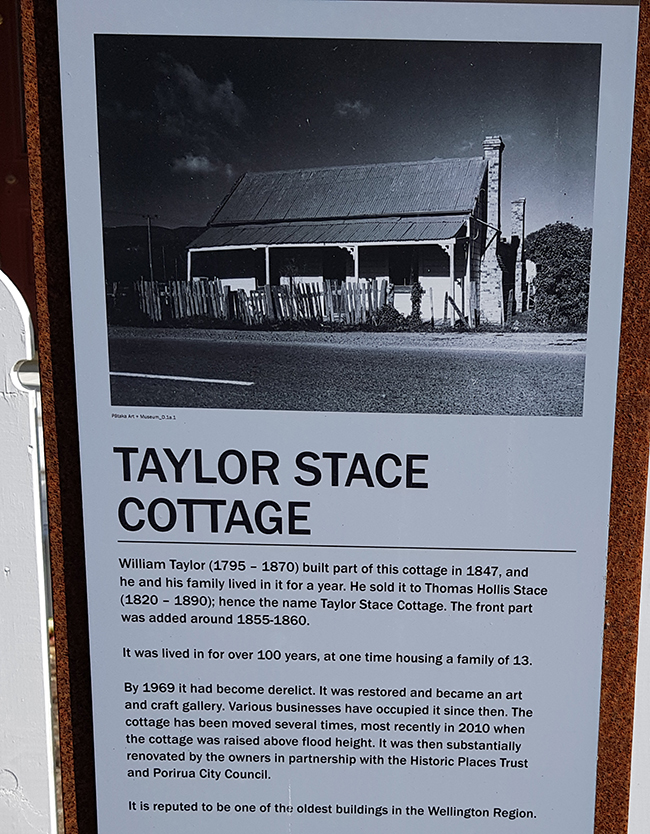 Pātaka Art + Museum_O.1a.1
TAYLOR STACE
COTTAGE
William Taylor (1795 – 1870) built part of this cottage in 1847, and
he and his family lived in it for a year. He sold it to Thomas Hollis Stace
(1820 – 1890); hence the name Taylor Stace Cottage. The front part
was added around 1855-1860.
It was lived in for over 100 years, at one time housing a family of 13.
By 1969 it had become derelict. It was restored and became an art
and craft gallery. Various businesses have occupied it since then. The
cottage has been moved several times, most recently in 2010 when
the cottage was raised above flood height. It was then substantially
renovated by the owners in partnership with the Historic Places Trust
and Porirua City Council.
It is reputed to be one of the oldest buildings in the Wellington Region.